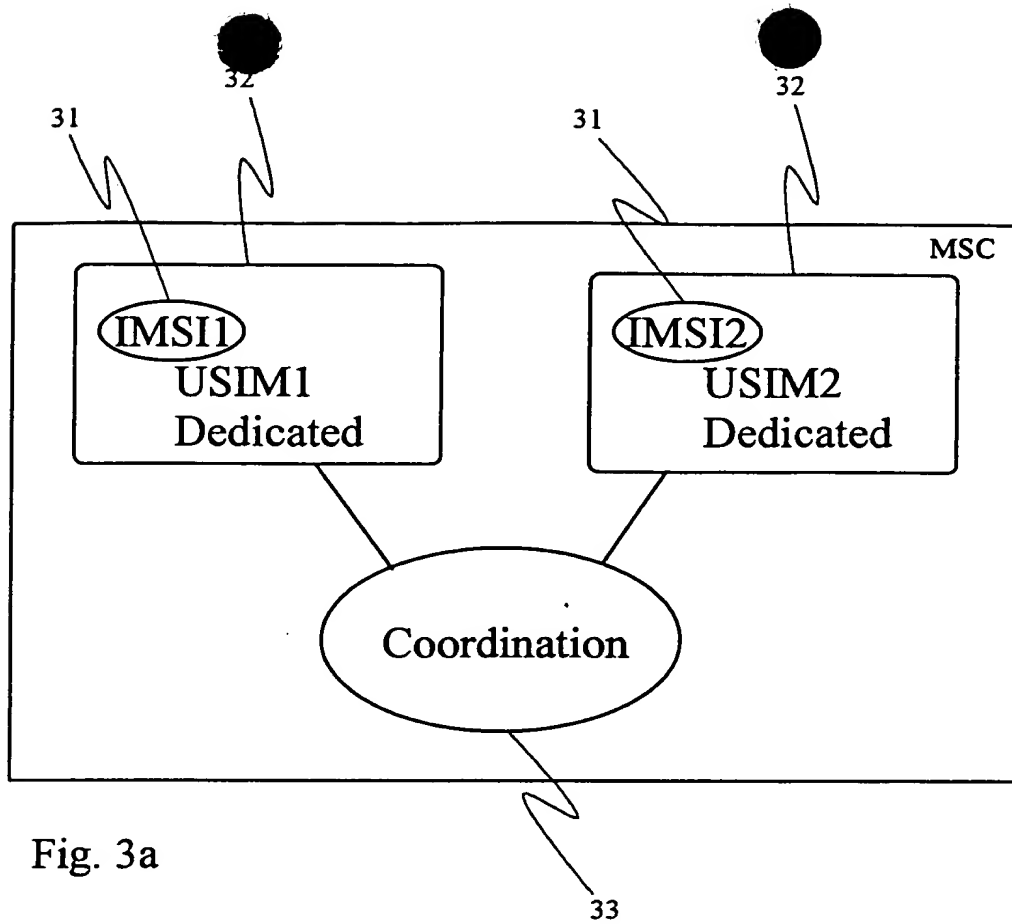 32
32
31
31
MSC
IMSI1
IMSI2
USIM1
Dedicated
USIM2
Dedicated
Coordination
Fig. 3a
33